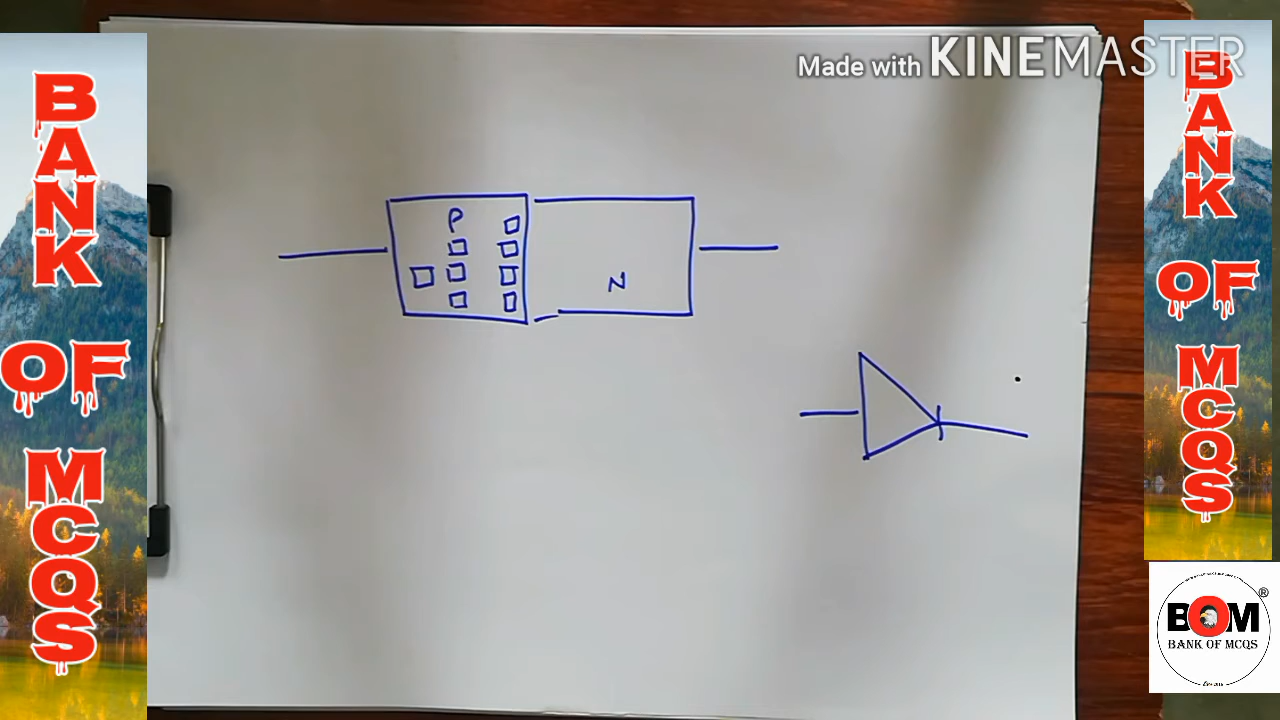 BANK
OF
MCQS
Made with KINEMASTER
P
N
BANK
OF
MCQS
BOM®
BANK OF MCQS